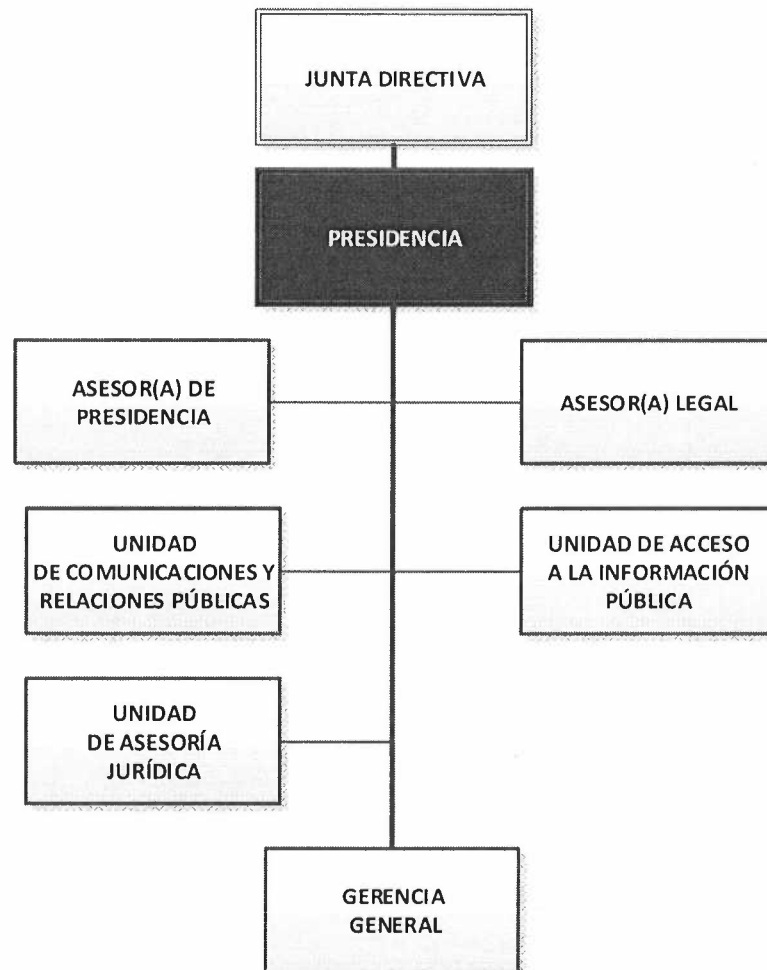 JUNTA DIRECTIVA
PRESIDENCIA
ASESOR(A) DE
PRESIDENCIA
ASESOR(A) LEGAL
UNIDAD
DE COMUNICACIONES Y
RELACIONES PÚBLICAS
UNIDAD DE ACCESO
A LA INFORMACIÓN
PÚBLICA
UNIDAD
DE ASESORÍA
JURÍDICA
GERENCIA
GENERAL